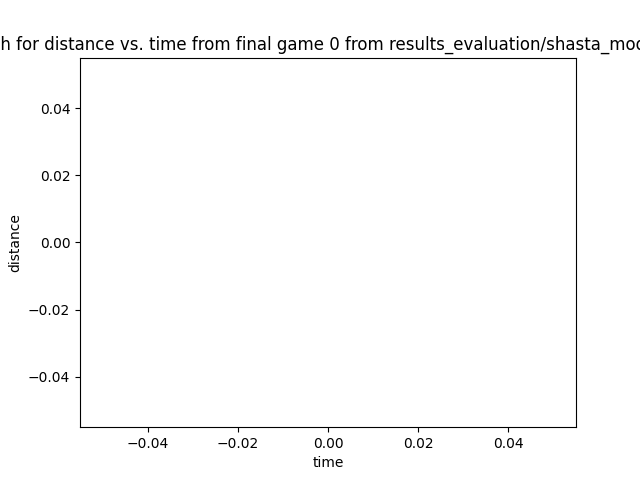 h for distance vs. time from final game 0 from results_evaluation/shasta_mod
0.04
0.02
0.00
−0.02
−0.04
distance
−0.04 −0.02 0.00 0.02 0.04
time